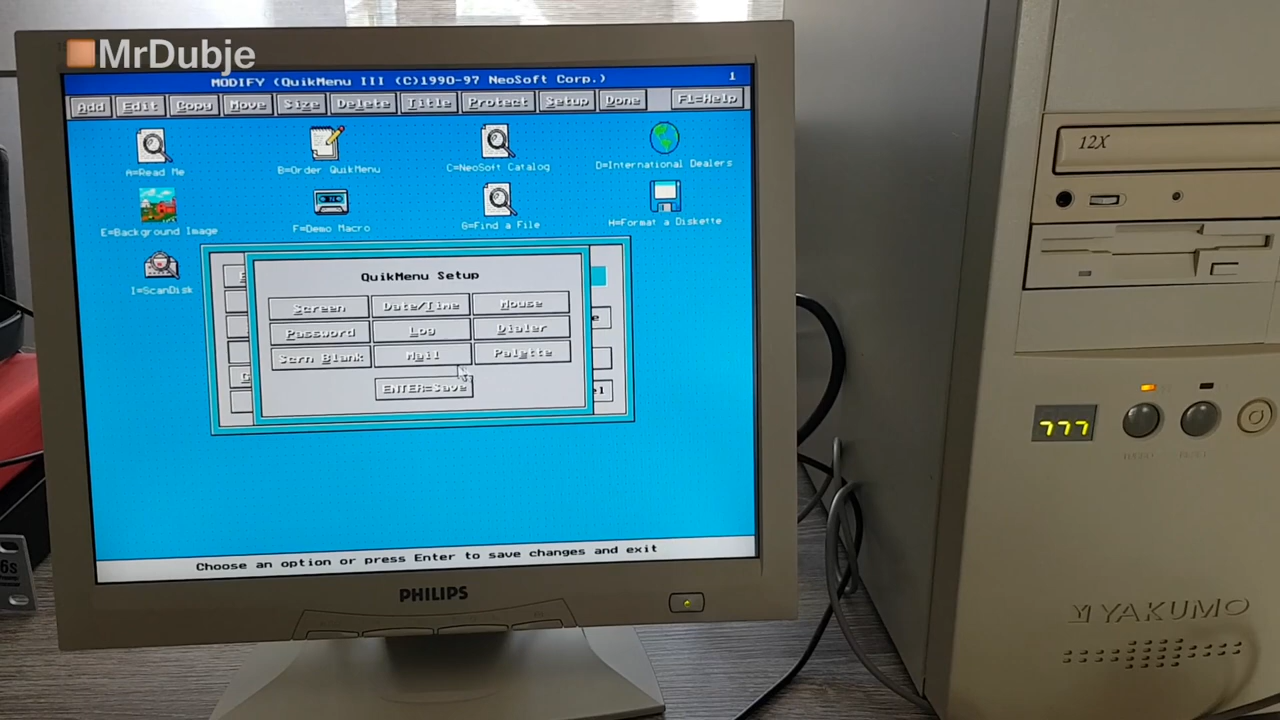 MrDubje
MODIFY (QuikMenu III (C)1990-97 NeoSoft Corp.) 1
Add Edit Copy Move Size Delete Title Protect Setup Done F1=Help
A=Read Me B=Order QuikMenu C=NeoSoft Catalog D=International Dealers
E=Background Image F=Demo Macro G=Find a File H=Format a Diskette
I=ScanDisk
QuikMenu Setup
Screen Date/Time Mouse
Password Log Dialer
Scrn Blank Mail Palette
ENTER=Save
Choose an option or press Enter to save changes and exit
PHILIPS
12X
777
YAKUMO